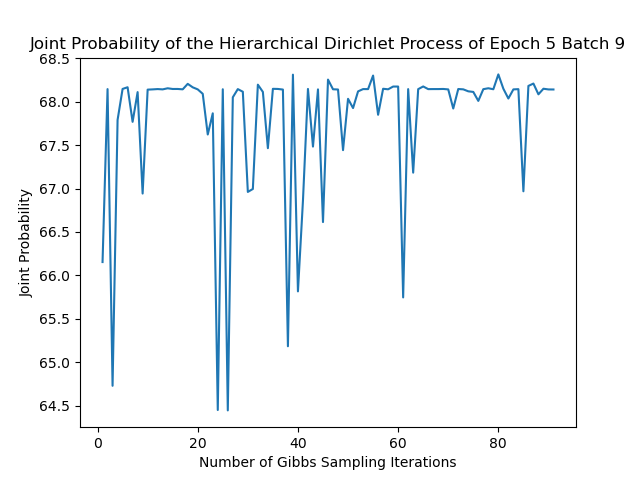 Joint Probability of the Hierarchical Dirichlet Process of Epoch 5 Batch 9
68.5
68.0
67.5
67.0
66.5
66.0
65.5
65.0
64.5
Joint Probability
0 20 40 60 80
Number of Gibbs Sampling Iterations